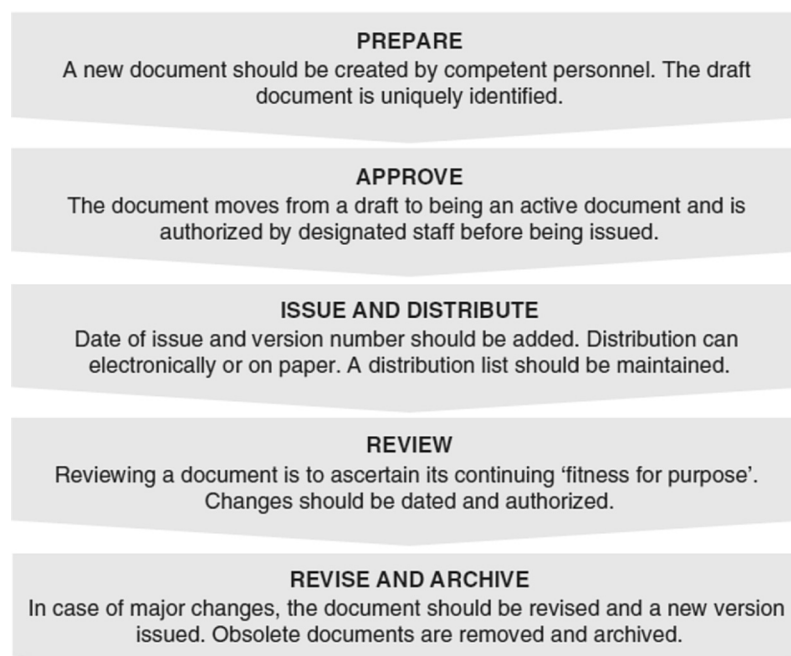 PREPARE
A new document should be created by competent personnel. The draft
document is uniquely identified.
APPROVE
The document moves from a draft to being an active document and is
authorized by designated staff before being issued.
ISSUE AND DISTRIBUTE
Date of issue and version number should be added. Distribution can
electronically or on paper. A distribution list should be maintained.
REVIEW
Reviewing a document is to ascertain its continuing ‘fitness for purpose’.
Changes should be dated and authorized.
REVISE AND ARCHIVE
In case of major changes, the document should be revised and a new version
issued. Obsolete documents are removed and archived.